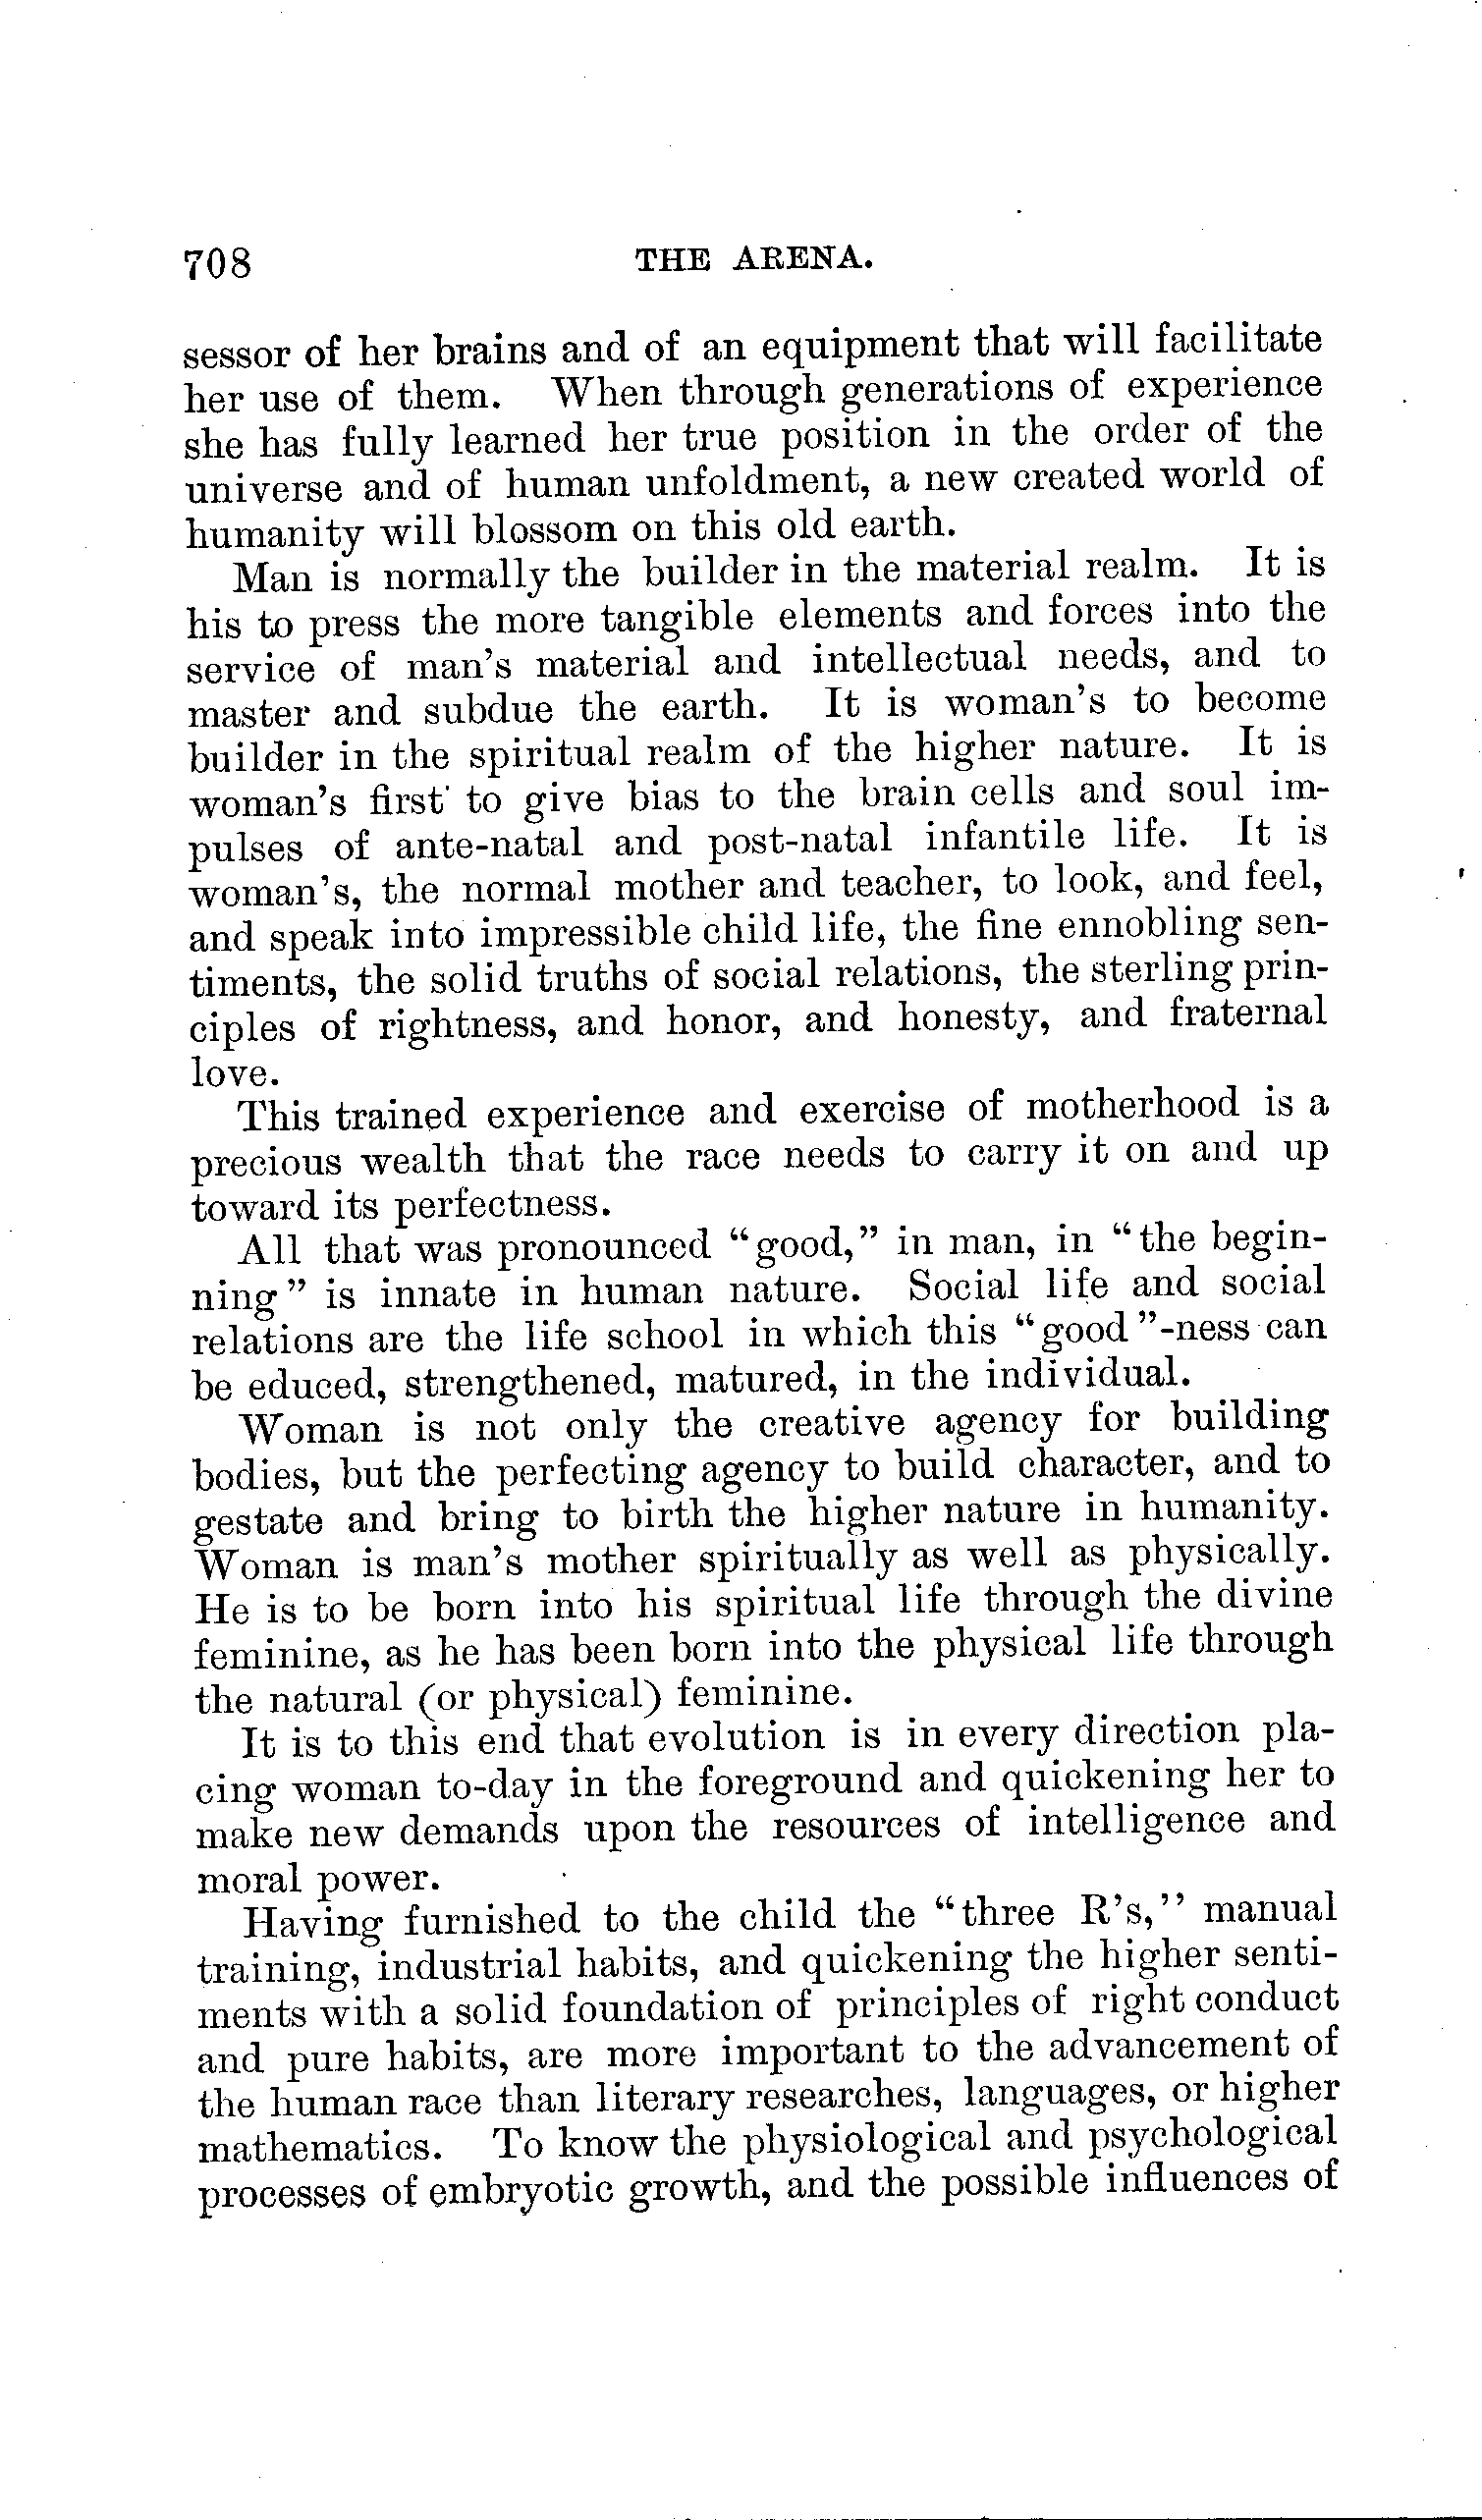 708 THE ARENA.
sessor of her brains and of an equipment that will facilitate
her use of them. When through generations of experience
she has fully learned her true position in the order of the
universe and of human unfoldment, a new created world of
humanity will blossom on this old earth.
Man is normally the builder in the material realm. It is
his to press the more tangible elements and forces into the
service of man's material and intellectual needs, and to
master and subdue the earth. It is woman's to become
builder in the spiritual realm of the higher nature. It is
woman's first to give bias to the brain cells and soul im-
pulses of ante-natal and post-natal infantile life. It is
woman's, the normal mother and teacher, to look, and feel,
and speak into impressible child life, the fine ennobling sen-
timents, the solid truths of social relations, the sterling prin-
ciples of rightness, and honor, and honesty, and fraternal
love.
This trained experience and exercise of motherhood is a
precious wealth that the race needs to carry it on and up
toward its perfectness.
All that was pronounced "good," in man, in "the begin-
ning" is innate in human nature. Social life and social
relations are the life school in which this "good"-ness can
be educed, strengthened, matured, in the individual.
Woman is not only the creative agency for building
bodies, but the perfecting agency to build character, and to
gestate and bring to birth the higher nature in humanity.
Woman is man's mother spiritually as well as physically.
He is to be born into his spiritual life through the divine
feminine, as he has been born into the physical life through
the natural (or physical) feminine.
It is to this end that evolution is in every direction pla-
cing woman to-day in the foreground and quickening her to
make new demands upon the resources of intelligence and
moral power.
Having furnished to the child the "three R's," manual
training, industrial habits, and quickening the higher senti-
ments with a solid foundation of principles of right conduct
and pure habits, are more important to the advancement of
the human race than literary researches, languages, or higher
mathematics. To know the physiological and psychological
processes of embryotic growth, and the possible influences of